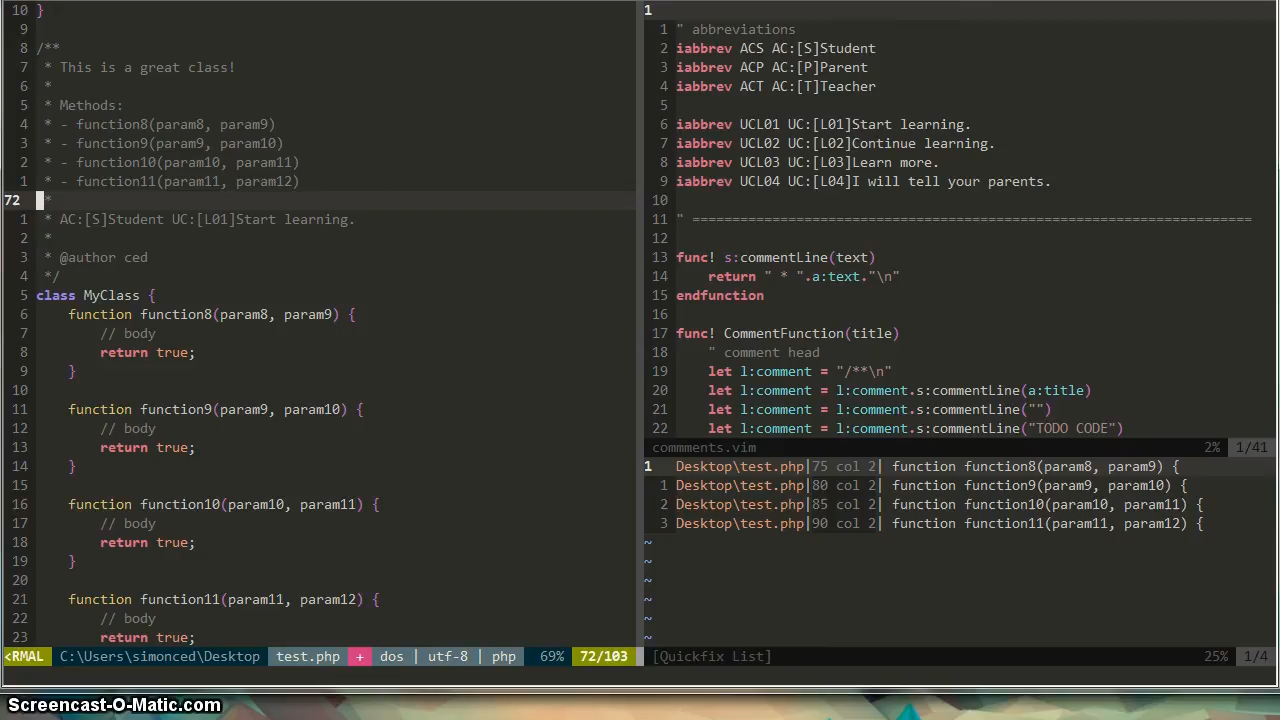 10 }
9
8 /**
7  * This is a great class!
6  *
5  * Methods:
4  * - function8(param8, param9)
3  * - function9(param9, param10)
2  * - function10(param10, param11)
1  * - function11(param11, param12)
72  *
1  * AC:[S]Student UC:[L01]Start learning.
2  *
3  * @author ced
4  */
5 class MyClass {
6     function function8(param8, param9) {
7         // body
8         return true;
9     }
10
11     function function9(param9, param10) {
12         // body
13         return true;
14     }
15
16     function function10(param10, param11) {
17         // body
18         return true;
19     }
20
21     function function11(param11, param12) {
22         // body
23         return true;
<RMAL C:\Users\simonced\Desktop test.php + dos | utf-8 | php 69% 72/103
1
1 " abbreviations
2 iabbrev ACS AC:[S]Student
3 iabbrev ACP AC:[P]Parent
4 iabbrev ACT AC:[T]Teacher
5
6 iabbrev UCL01 UC:[L01]Start learning.
7 iabbrev UCL02 UC:[L02]Continue learning.
8 iabbrev UCL03 UC:[L03]Learn more.
9 iabbrev UCL04 UC:[L04]I will tell your parents.
10
11 " ======================================================================
12
13 func! s:commentLine(text)
14     return " * ".a:text."\n"
15 endfunction
16
17 func! CommentFunction(title)
18     " comment head
19     let l:comment = "/**\n"
20     let l:comment = l:comment.s:commentLine(a:title)
21     let l:comment = l:comment.s:commentLine("")
22     let l:comment = l:comment.s:commentLine("TODO CODE")
commments.vim 2% 1/41
1 Desktop\test.php|75 col 2| function function8(param8, param9) {
1 Desktop\test.php|80 col 2| function function9(param9, param10) {
2 Desktop\test.php|85 col 2| function function10(param10, param11) {
3 Desktop\test.php|90 col 2| function function11(param11, param12) {
~
~
~
~
~
~
[Quickfix List] 25% 1/4
Screencast-O-Matic.com